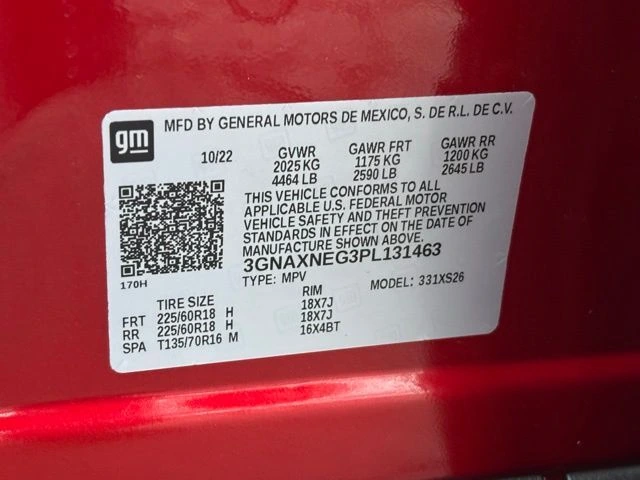 gm MFD BY GENERAL MOTORS DE MEXICO, S. DE R.L. DE C.V.
10/22 GVWR GAWR FRT GAWR RR
2025 KG 1175 KG 1200 KG
4464 LB 2590 LB 2645 LB
THIS VEHICLE CONFORMS TO ALL
APPLICABLE U.S. FEDERAL MOTOR
VEHICLE SAFETY AND THEFT PREVENTION
STANDARDS IN EFFECT ON THE DATE OF
MANUFACTURE SHOWN ABOVE.
3GNAXNEG3PL131463
170H TYPE: MPV MODEL: 331XS26
TIRE SIZE RIM
FRT 225/60R18 H 18X7J
RR 225/60R18 H 18X7J
SPA T135/70R16 M 16X4BT